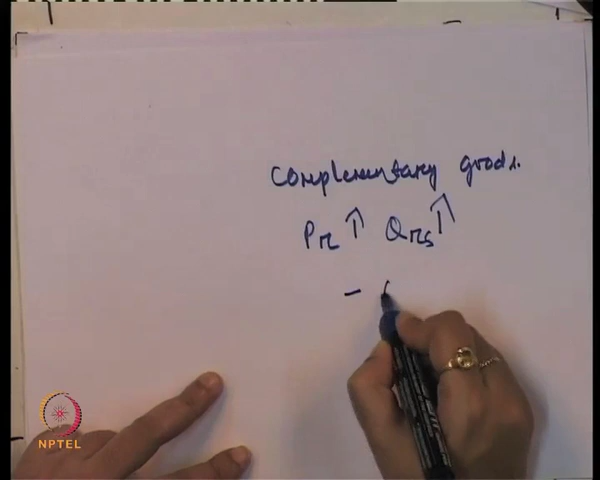 Complementary goods.
PR ↑ QRS ↑
-
NPTEL